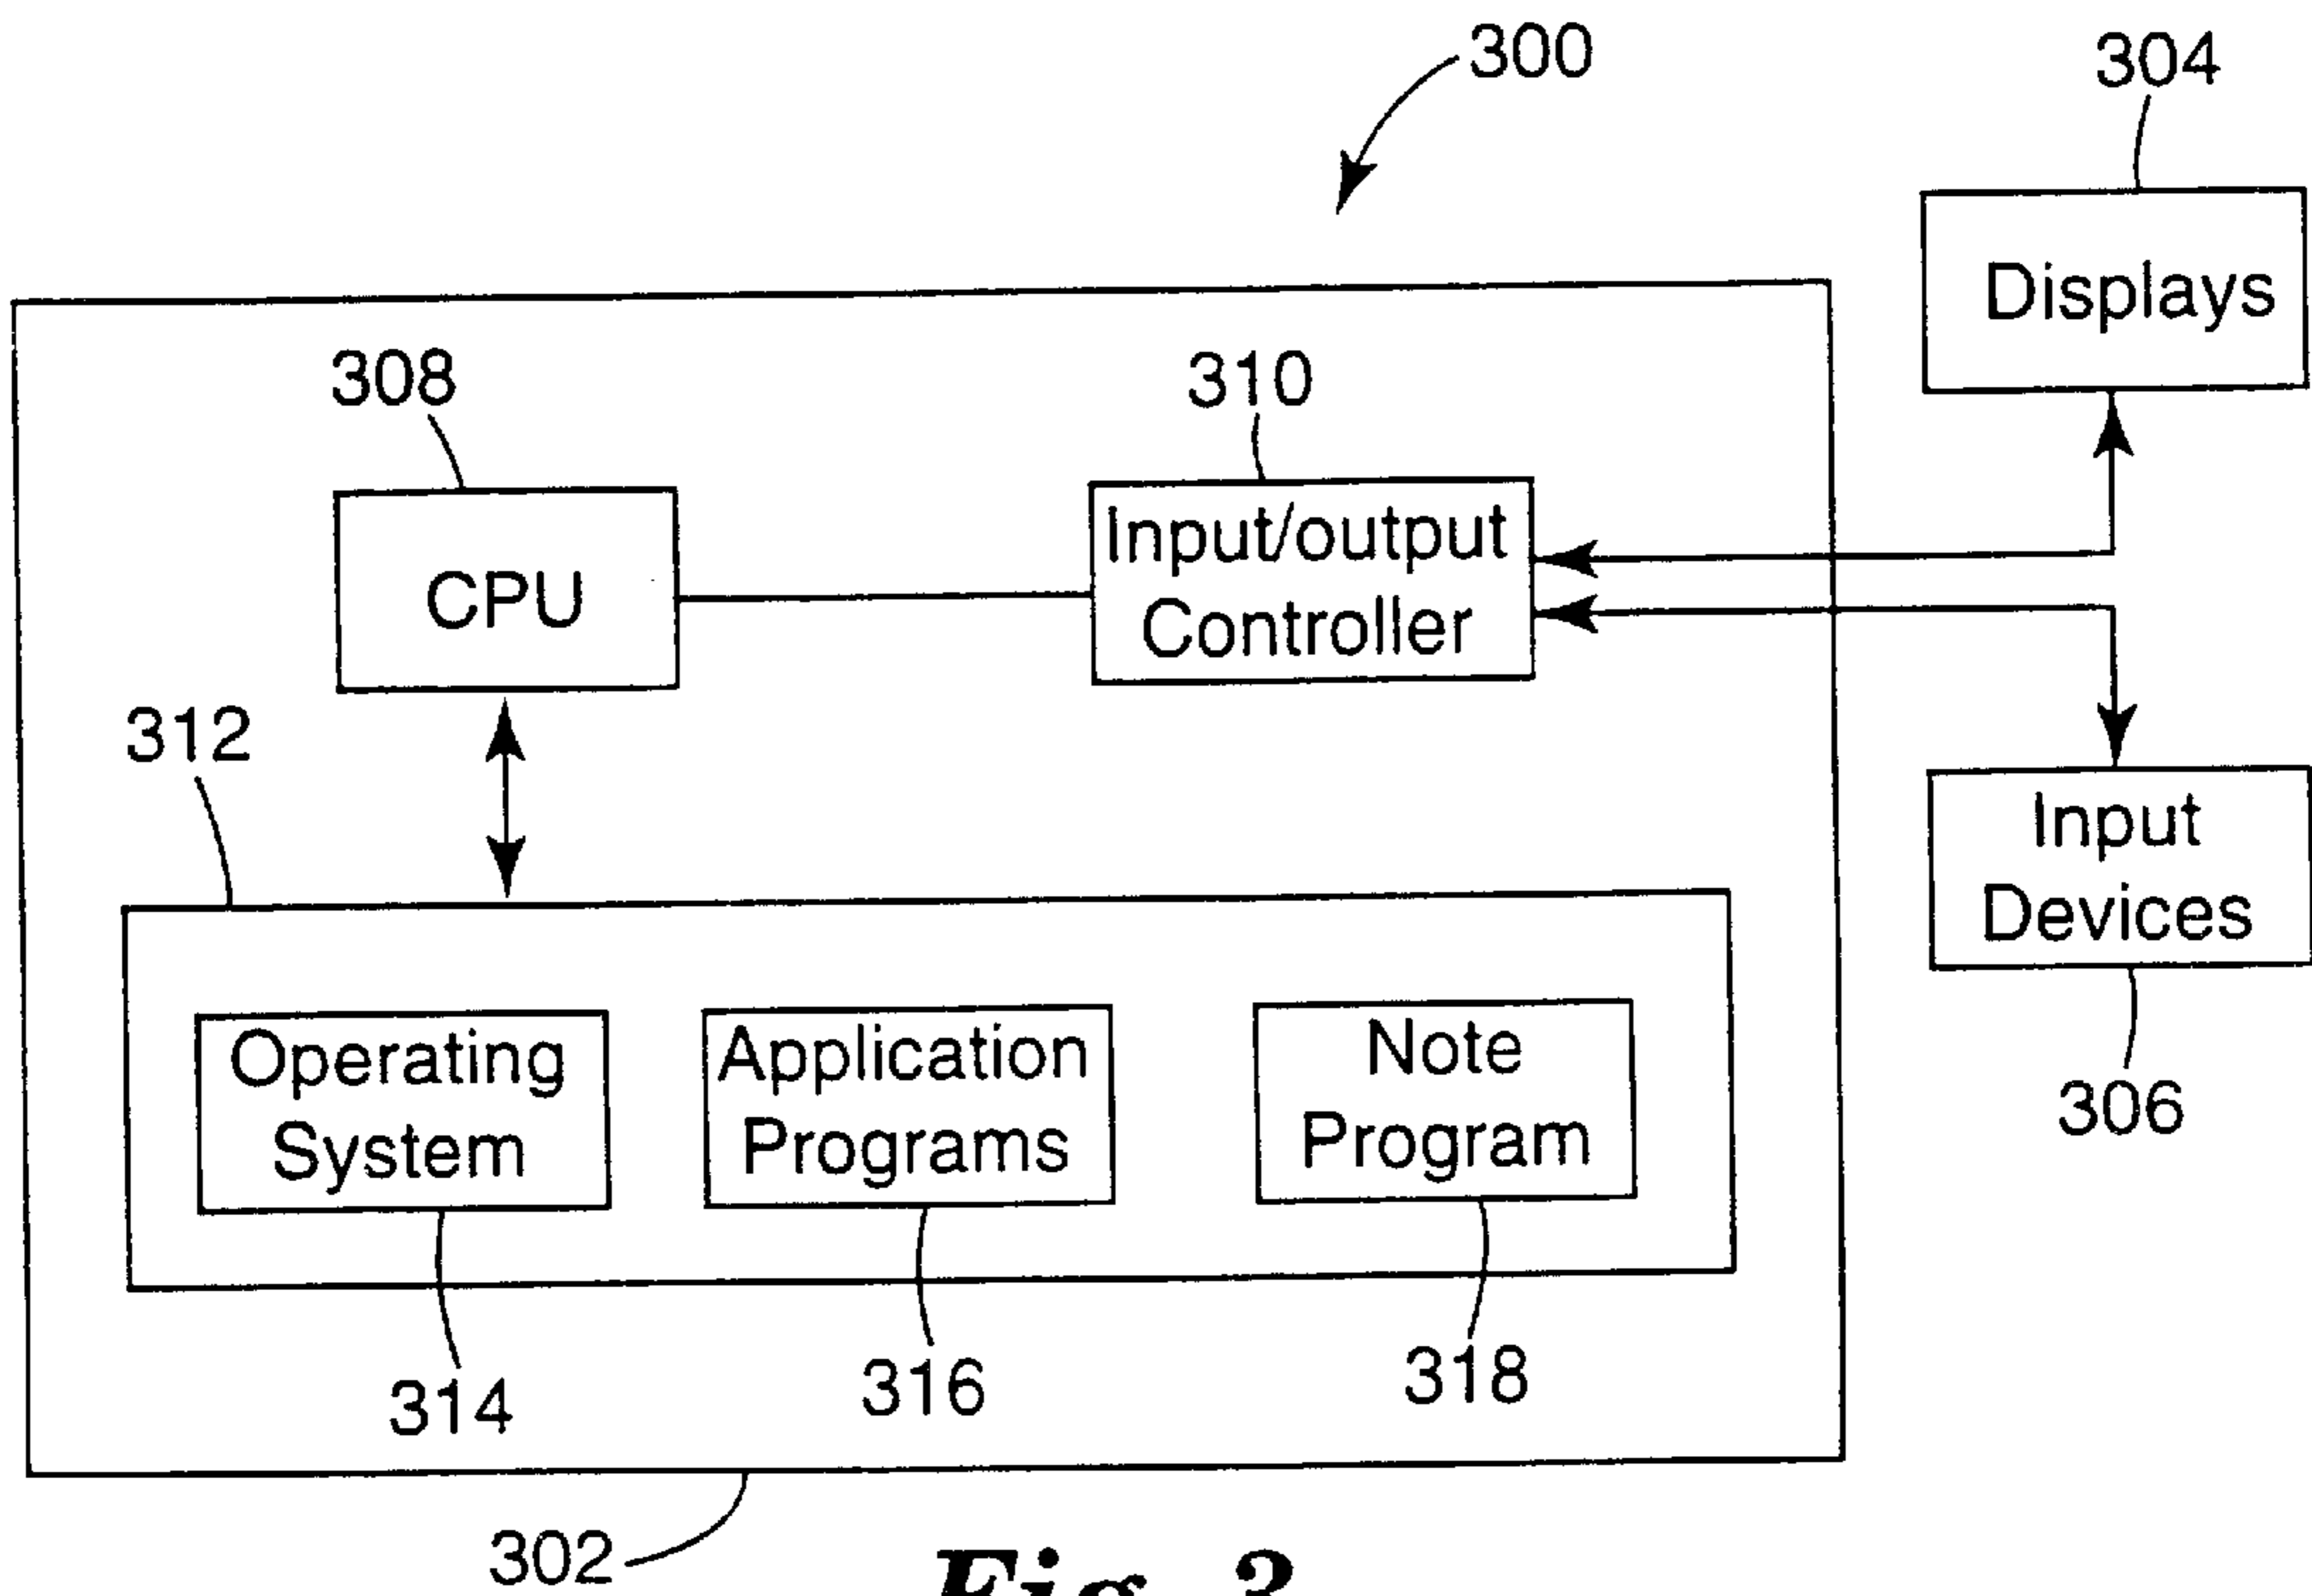 300
304
Displays
308
310
CPU
Input/output
Controller
312
Input
Devices
306
Operating
System
Application
Programs
Note
Program
314
316
318
302